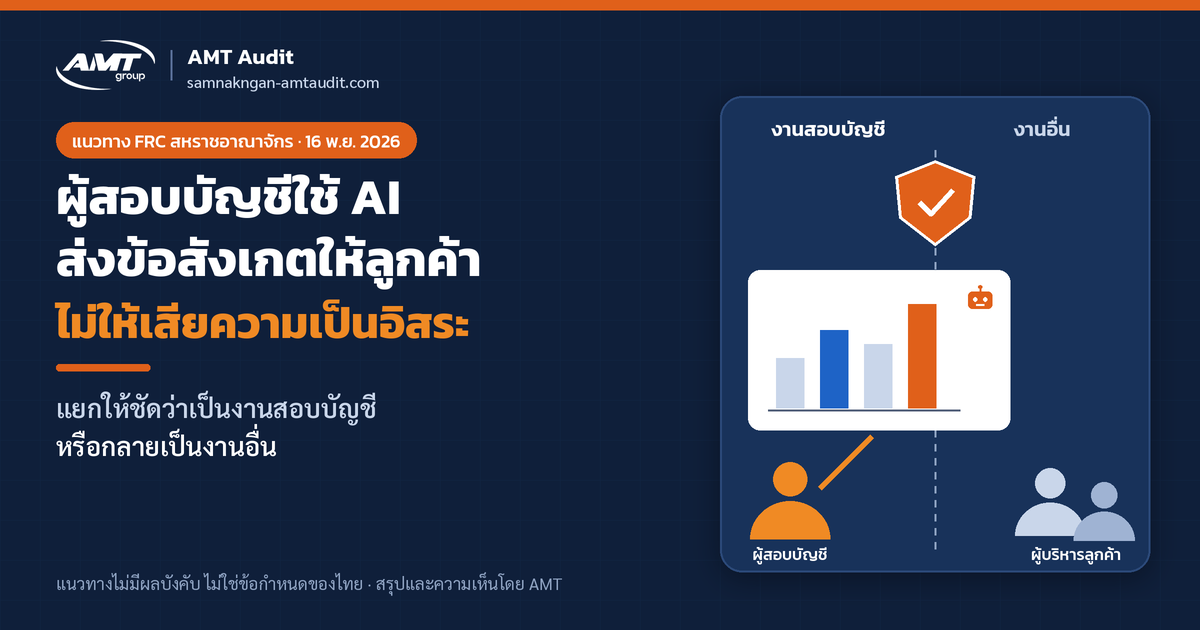 AMT
group
AMT Audit
samnakngan-amtaudit.com
แนวทาง FRC สหราชอาณาจักร · 16 พ.ย. 2026
ผู้สอบบัญชีใช้ AI
ส่งข้อสังเกตให้ลูกค้า
ไม่ให้เสียความเป็นอิสระ
แยกให้ชัดว่าเป็นงานสอบบัญชี
หรือกลายเป็นงานอื่น
งานสอบบัญชี
งานอื่น
ผู้สอบบัญชี
ผู้บริหารลูกค้า
แนวทางไม่มีผลบังคับ ไม่ใช่ข้อกำหนดของไทย · สรุปและความเห็นโดย AMT